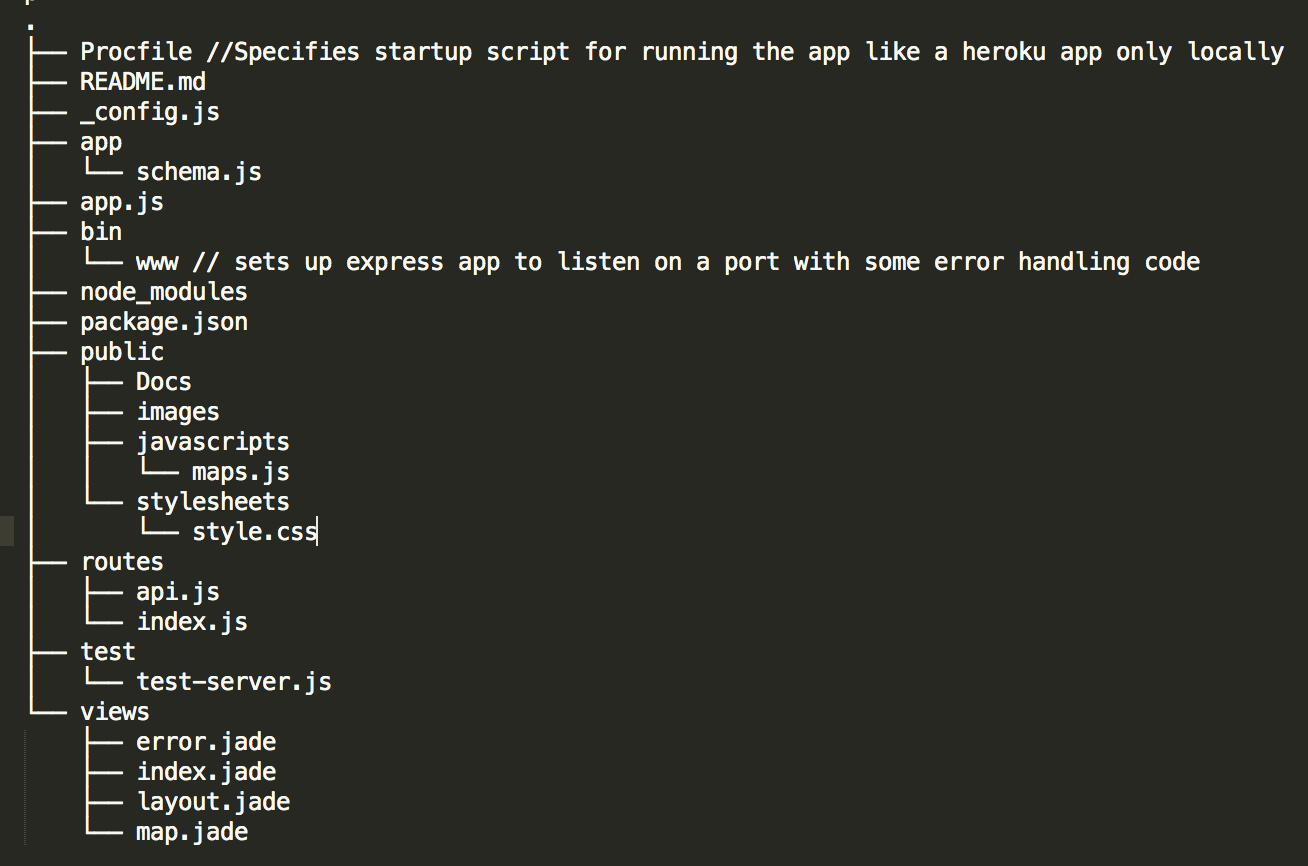 .
├── Procfile //Specifies startup script for running the app like a heroku app only locally
├── README.md
├── _config.js
├── app
│   └── schema.js
├── app.js
├── bin
│   └── www // sets up express app to listen on a port with some error handling code
├── node_modules
├── package.json
├── public
│   ├── Docs
│   ├── images
│   ├── javascripts
│   │   └── maps.js
│   └── stylesheets
│       └── style.css
├── routes
│   ├── api.js
│   └── index.js
├── test
│   └── test-server.js
└── views
    ├── error.jade
    ├── index.jade
    ├── layout.jade
    └── map.jade